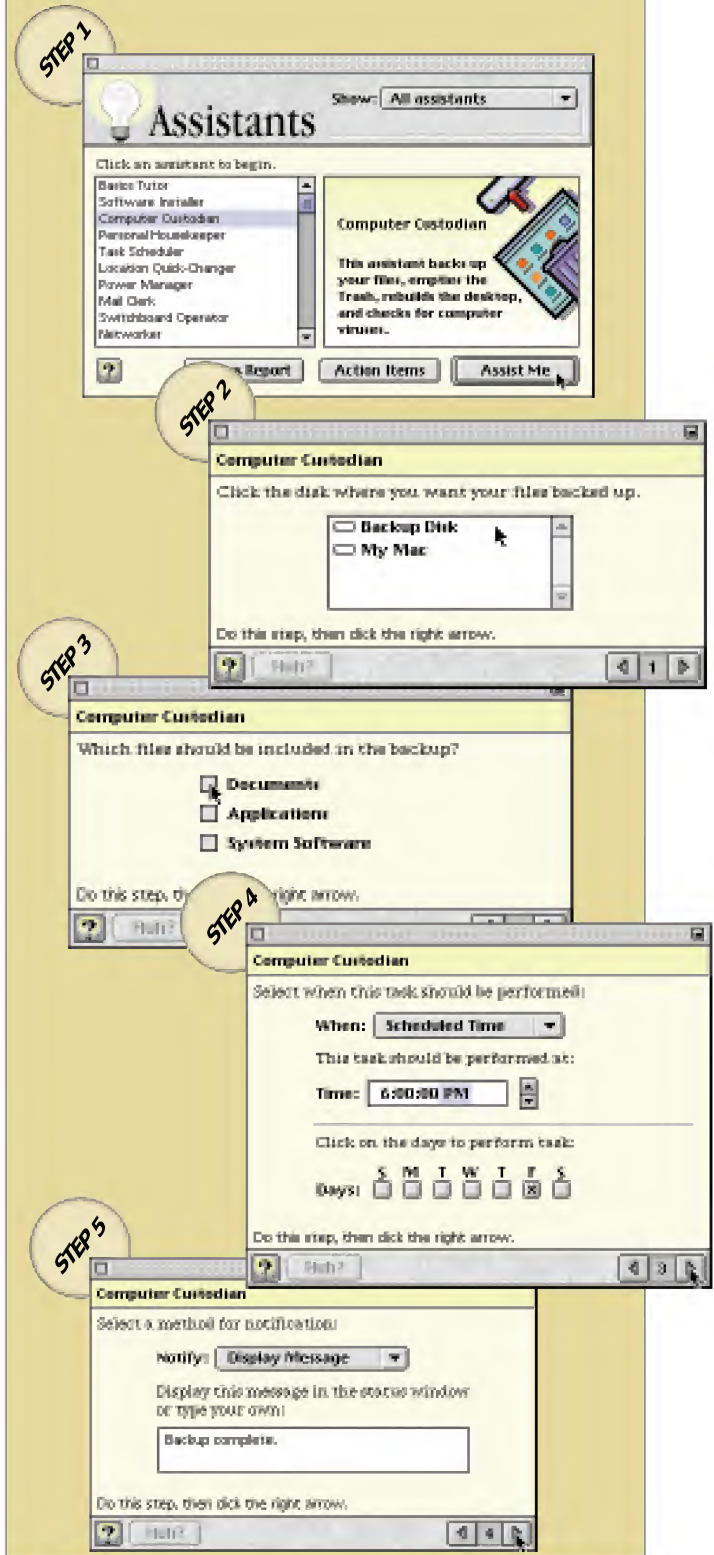 STEP 1
Assistants
Show: All assistants
Click an assistant to begin.
Basics Tutor
Software Installer
Computer Custodian
Personal Housekeeper
Task Scheduler
Location Quick-Changer
Power Manager
Mail Clerk
Switchboard Operator
Networker
Computer Custodian
This assistant backs up
your files, empties the
Trash, rebuilds the desktop,
and checks for computer
viruses.
? Report Action Items Assist Me
STEP 2
Computer Custodian
Click the disk where you want your files backed up.
Backup Disk
My Mac
Do this step, then click the right arrow.
? Huh? 1
STEP 3
Computer Custodian
Which files should be included in the backup?
Documents
Applications
System Software
Do this step, right arrow.
? Huh?
STEP 4
Computer Custodian
Select when this task should be performed:
When: Scheduled Time
This task should be performed at:
Time: 6:00:00 PM
Click on the days to perform task:
S M T W T F S
Days:
Do this step, then click the right arrow.
? Huh? 3
STEP 5
Computer Custodian
Select a method for notification:
Notify: Display Message
Display this message in the status window
or type your own:
Backup complete.
Do this step, then click the right arrow.
? Huh? 4